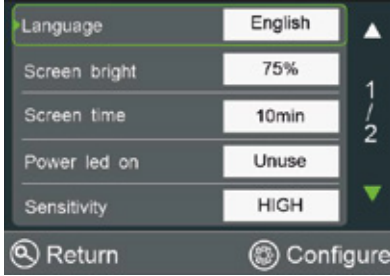 Language English
Screen bright 75%
Screen time 10min
Power led on Unuse
Sensitivity HIGH
1/2
Return Configure